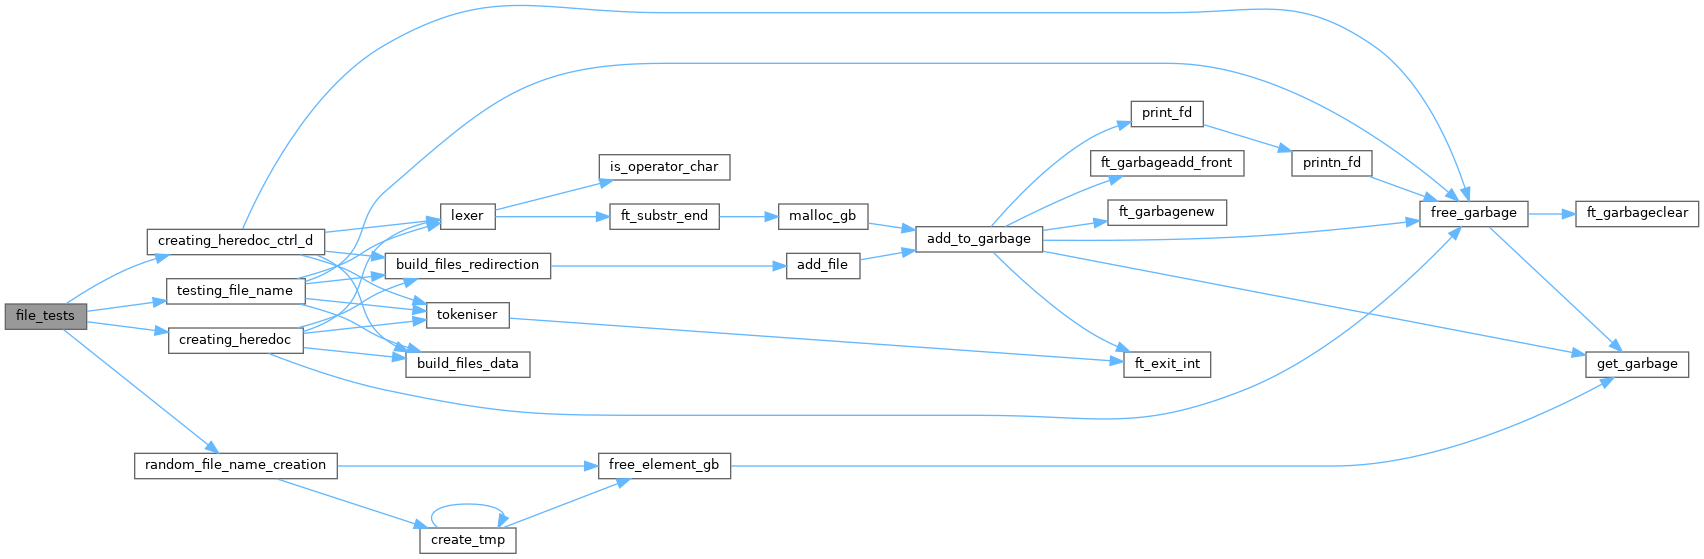 file_tests
creating_heredoc_ctrl_d
testing_file_name
creating_heredoc
random_file_name_creation
lexer
build_files_redirection
tokeniser
build_files_data
create_tmp
is_operator_char
ft_substr_end
free_element_gb
malloc_gb
add_file
add_to_garbage
print_fd
ft_garbageadd_front
ft_garbagenew
ft_exit_int
printn_fd
free_garbage
ft_garbageclear
get_garbage